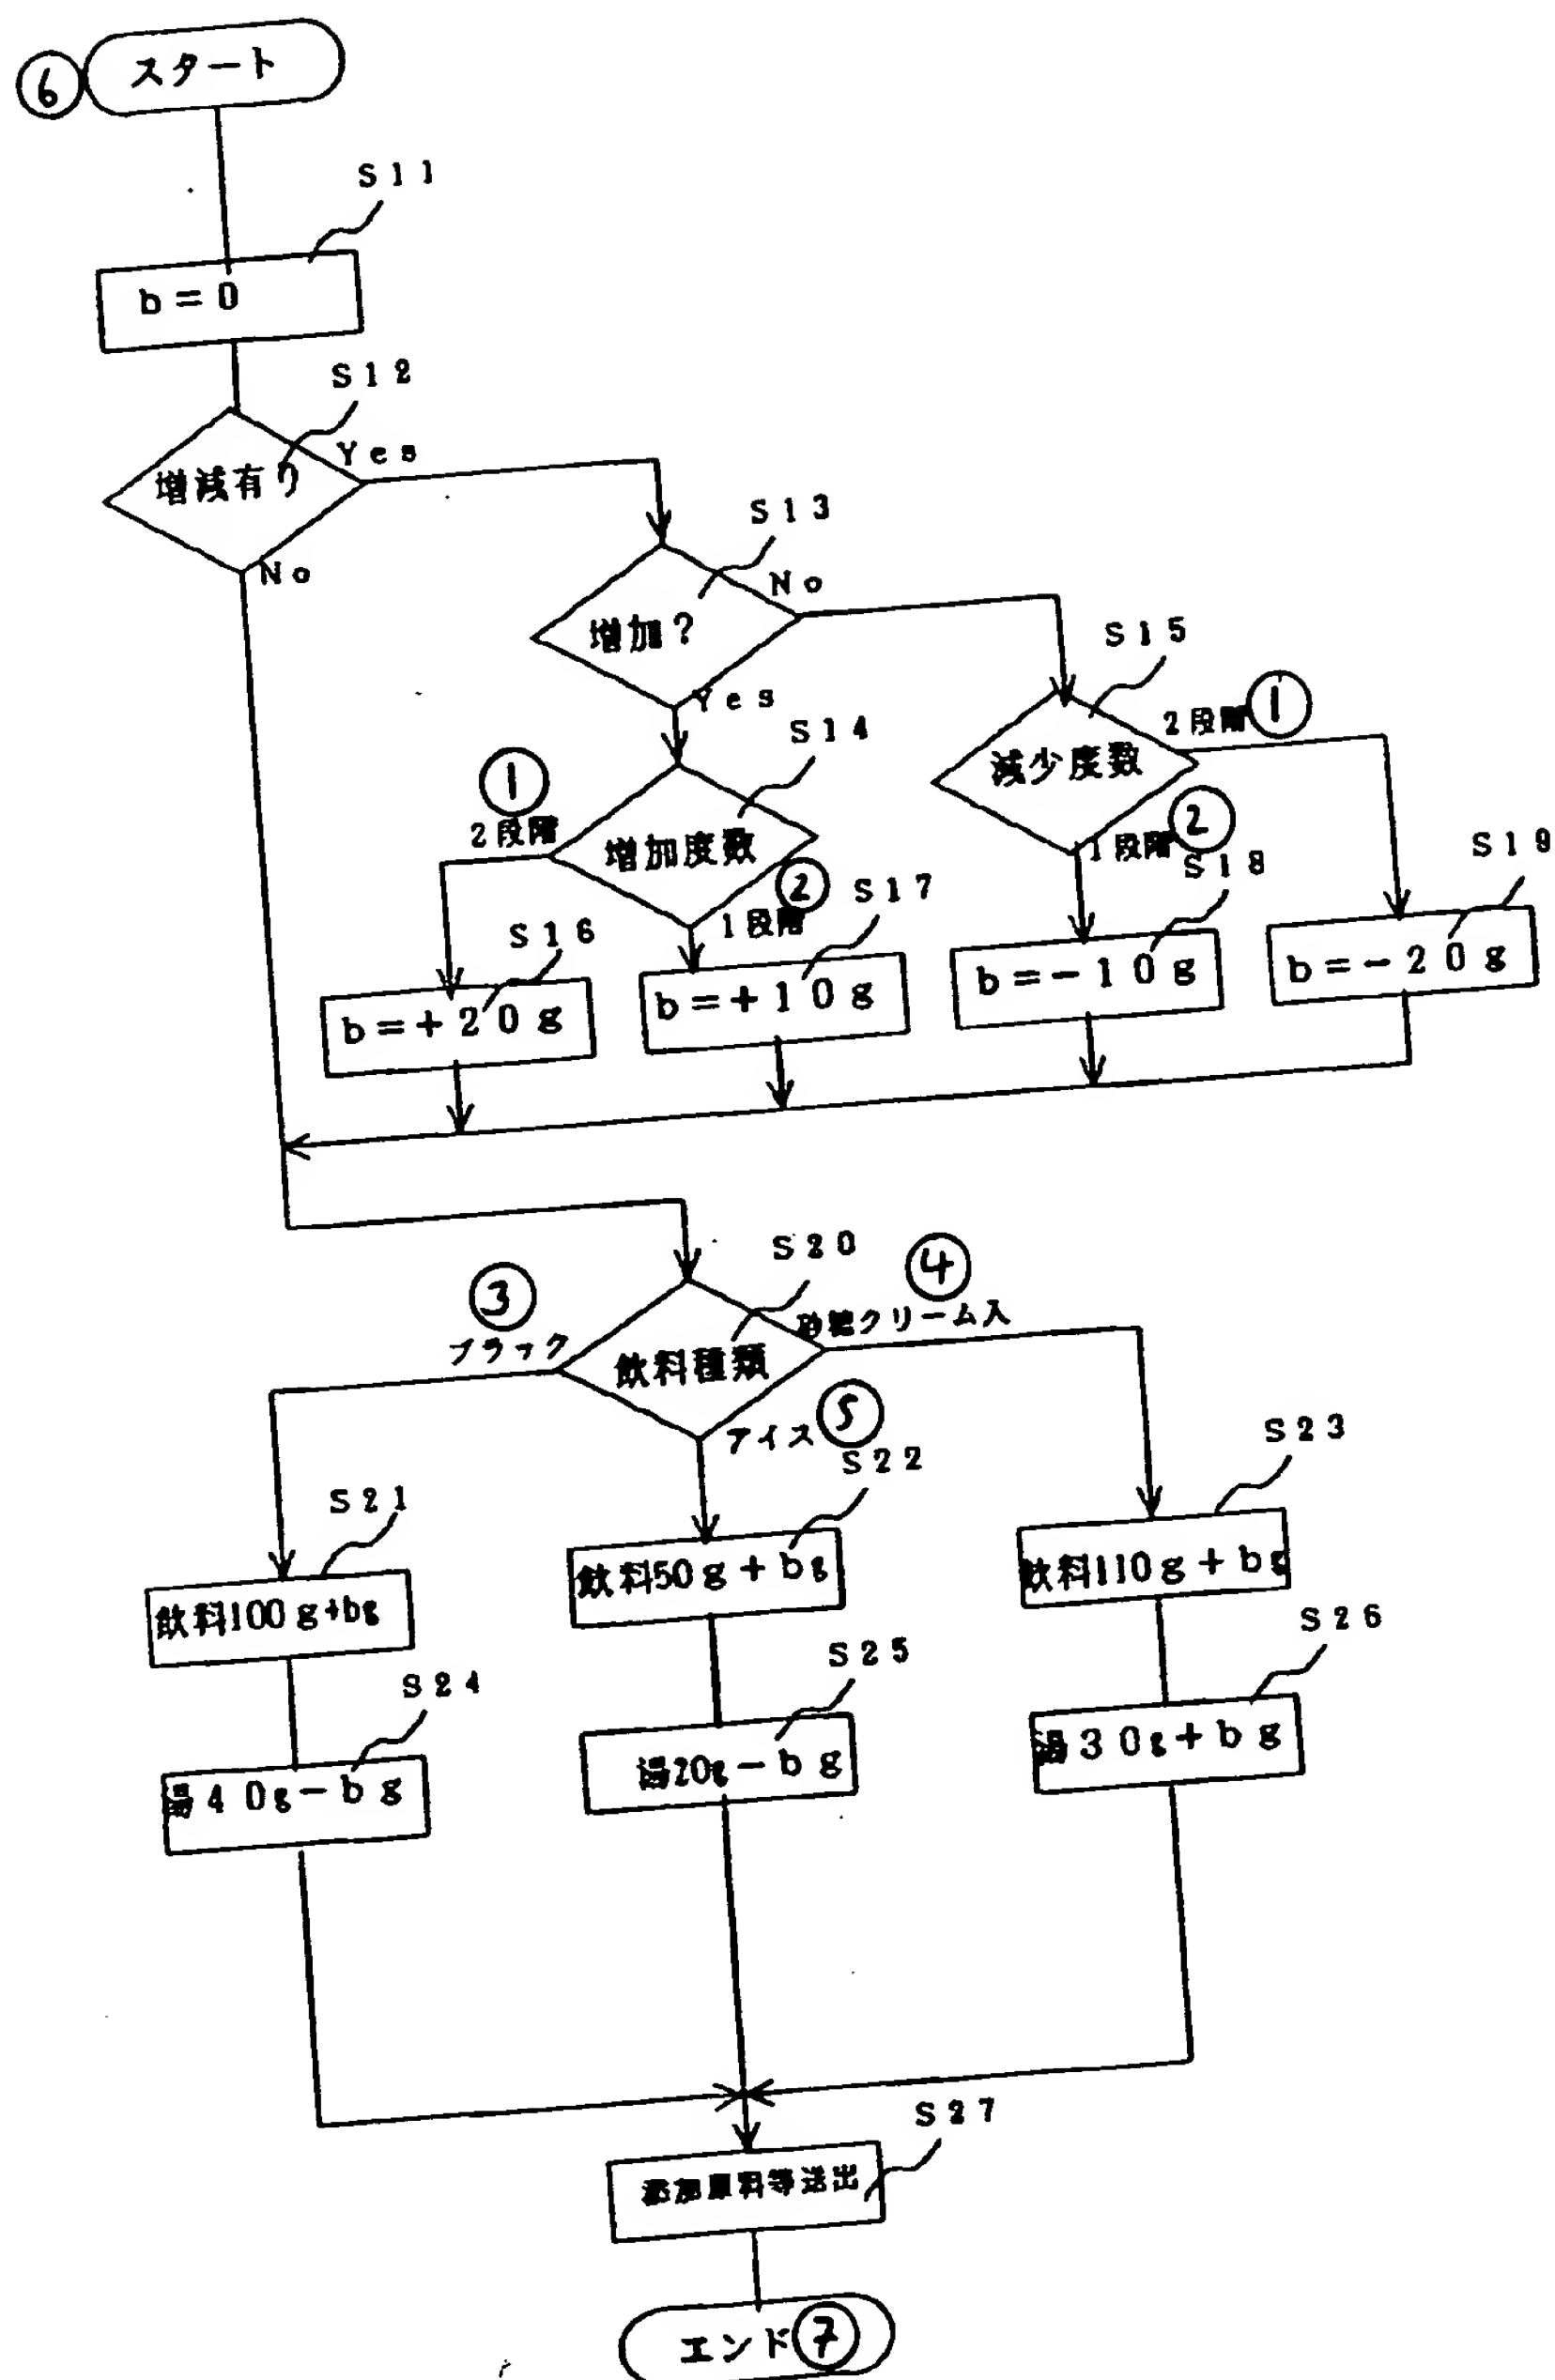 ⑥ スタート
S11
b=0
S12
増減有り
Yes
No
S13
増加?
No
Yes
S15
減少度数
2段階 ①
1段階 ②
S14
増加度数
① 2段階
1段階 ②
S16
b=+20g
S17
b=+10g
S18
b=-10g
S19
b=-20g
S20
飲料種類
③
ブラック
④
砂糖クリーム入
アイス ⑤
S21
飲料100g+bg
S22
飲料50g+bg
S23
飲料110g+bg
S24
湯40g-bg
S25
湯20g-bg
S26
湯30g+bg
S27
添加原料等送出
エンド ⑦